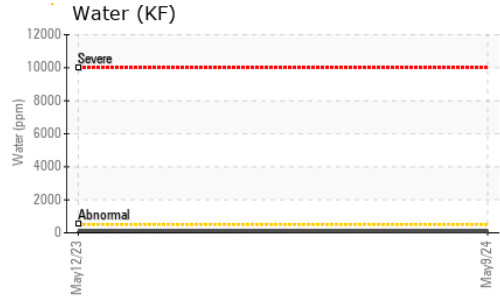 Water (KF)
12000
Severe
10000
8000
6000
4000
2000
Abnormal
0
Water (ppm)
May12/23
May9/24